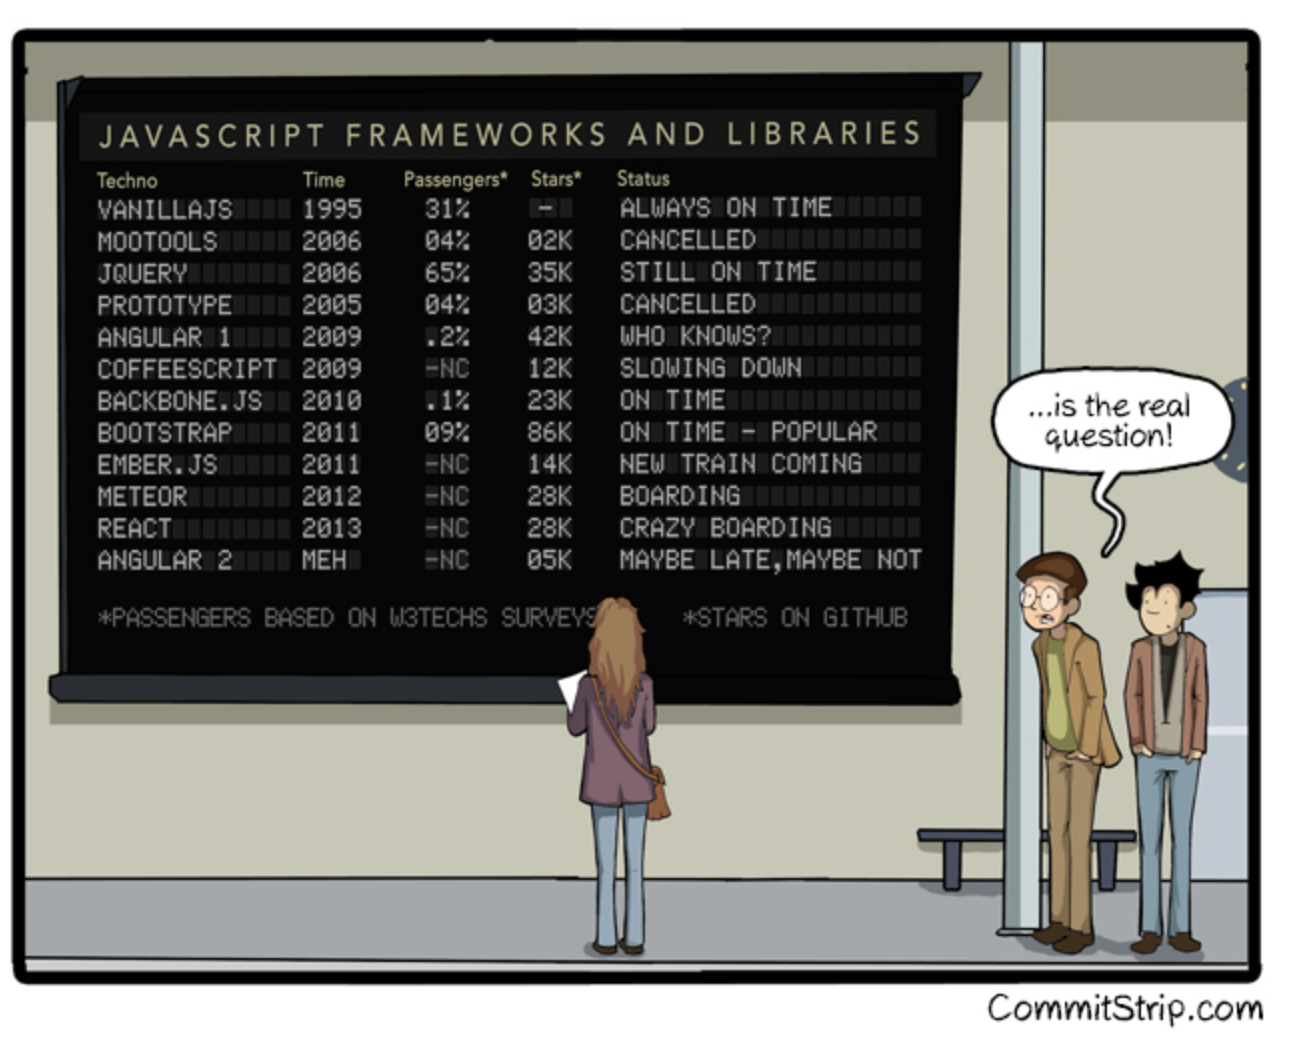 JAVASCRIPT FRAMEWORKS AND LIBRARIES
Techno Time Passengers* Stars* Status
VANILLAJS 1995 31% - ALWAYS ON TIME
MOOTOOLS 2006 04% 02K CANCELLED
JQUERY 2006 65% 35K STILL ON TIME
PROTOTYPE 2005 04% 03K CANCELLED
ANGULAR 1 2009 .2% 42K WHO KNOWS?
COFFEESCRIPT 2009 -NC 12K SLOWING DOWN
BACKBONE.JS 2010 .1% 23K ON TIME
BOOTSTRAP 2011 09% 86K ON TIME - POPULAR
EMBER.JS 2011 -NC 14K NEW TRAIN COMING
METEOR 2012 -NC 28K BOARDING
REACT 2013 -NC 28K CRAZY BOARDING
ANGULAR 2 MEH -NC 05K MAYBE LATE,MAYBE NOT
*PASSENGERS BASED ON W3TECHS SURVEYS *STARS ON GITHUB
...is the real
question!
CommitStrip.com